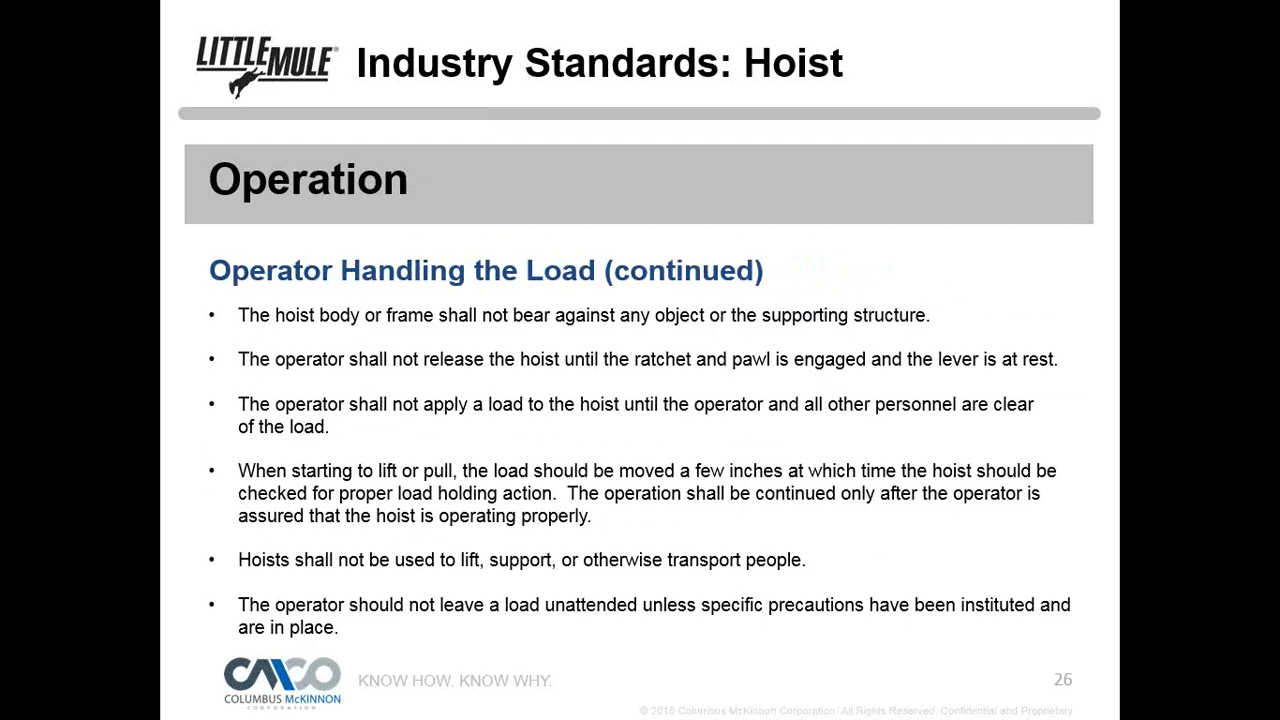 LITTLE MULE®
Industry Standards: Hoist
Operation
Operator Handling the Load (continued)
• The hoist body or frame shall not bear against any object or the supporting structure.
• The operator shall not release the hoist until the ratchet and pawl is engaged and the lever is at rest.
• The operator shall not apply a load to the hoist until the operator and all other personnel are clear
of the load.
• When starting to lift or pull, the load should be moved a few inches at which time the hoist should be
checked for proper load holding action.  The operation shall be continued only after the operator is
assured that the hoist is operating properly.
• Hoists shall not be used to lift, support, or otherwise transport people.
• The operator should not leave a load unattended unless specific precautions have been instituted and
are in place.
CMCO
COLUMBUS McKINNON
CORPORATION
KNOW HOW. KNOW WHY.
26
© 2018 Columbus McKinnon Corporation. All Rights Reserved. Confidential and Proprietary